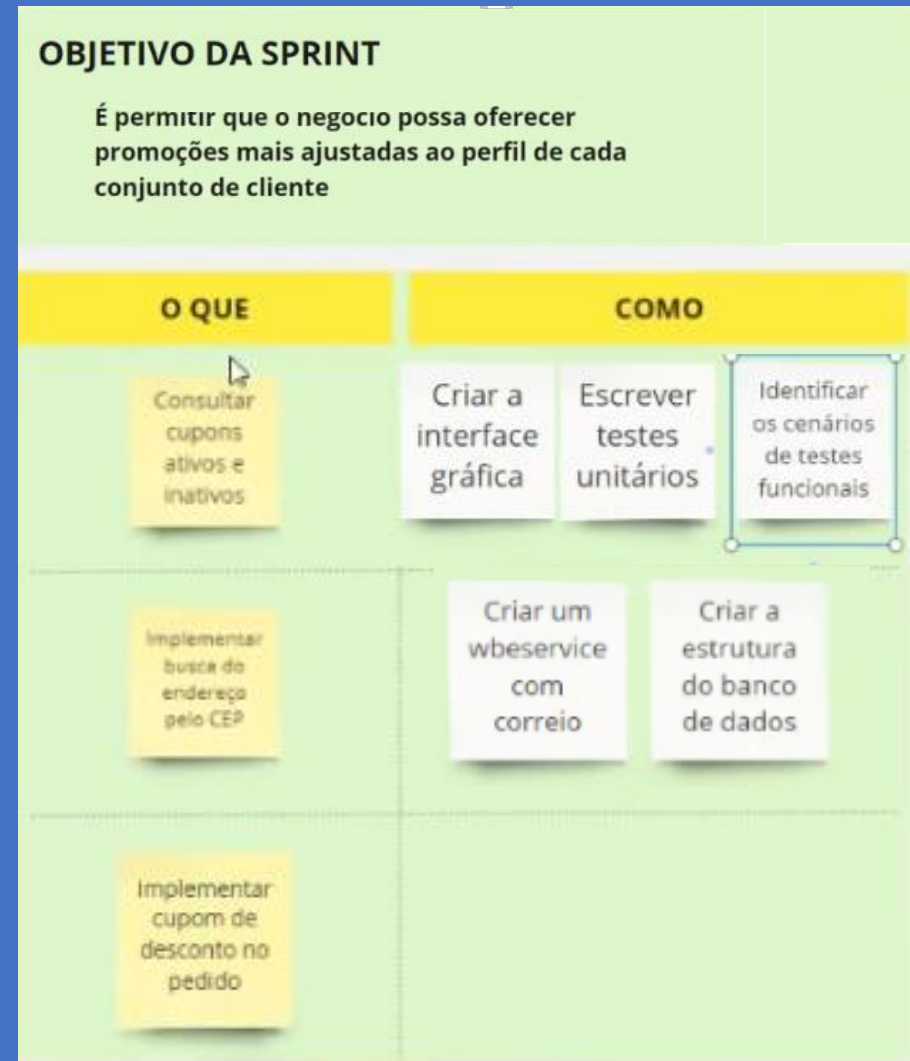 OBJETIVO DA SPRINT
É permitir que o negocio possa oferecer
promoções mais ajustadas ao perfil de cada
conjunto de cliente
O QUE
COMO
Consultar
cupons
ativos e
inativos
Criar a
interface
gráfica
Escrever
testes
unitários
Identificar
os cenários
de testes
funcionais
Implementar
busca do
endereço
pelo CEP
Criar um
wbeservice
com
correio
Criar a
estrutura
do banco
de dados
Implementar
cupom de
desconto no
pedido